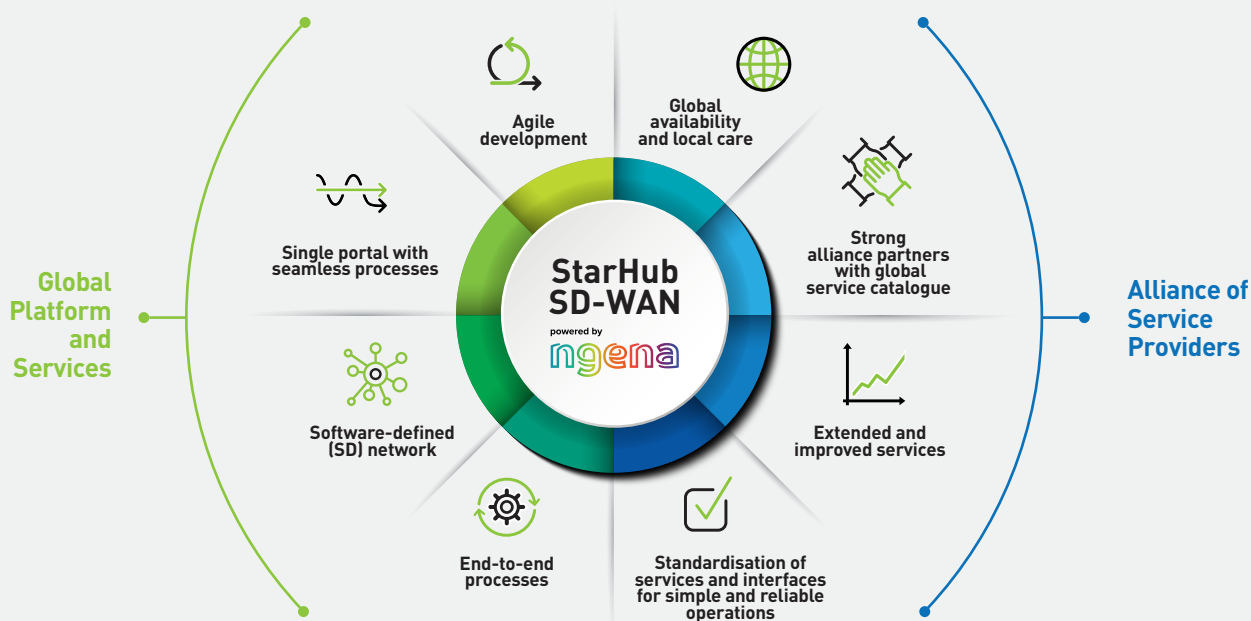 Agile
development
Global
availability
and local care
Single portal with
seamless processes
Strong
alliance partners
with global
service catalogue
StarHub
SD-WAN
powered by
ngena
Global
Platform
and
Services
Alliance of
Service
Providers
Software-defined
(SD) network
Extended and
improved services
End-to-end
processes
Standardisation of
services and interfaces
for simple and reliable
operations